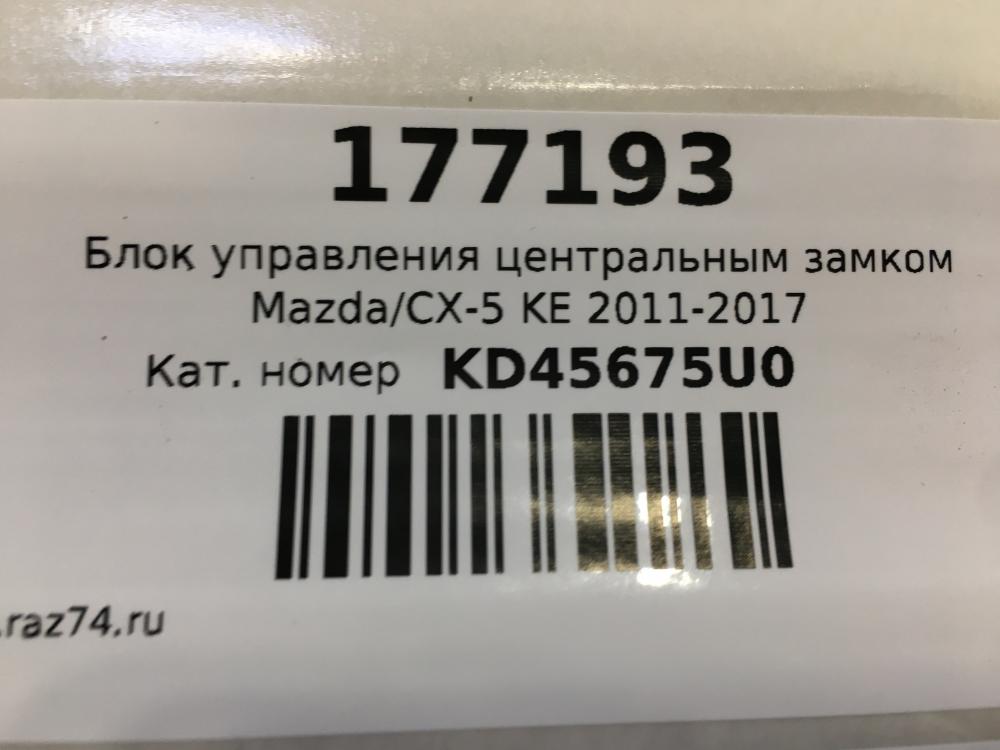 177193
Блок управления центральным замком
Mazda/CX-5 KE 2011-2017
Кат. номер KD45675U0
.raz74.ru